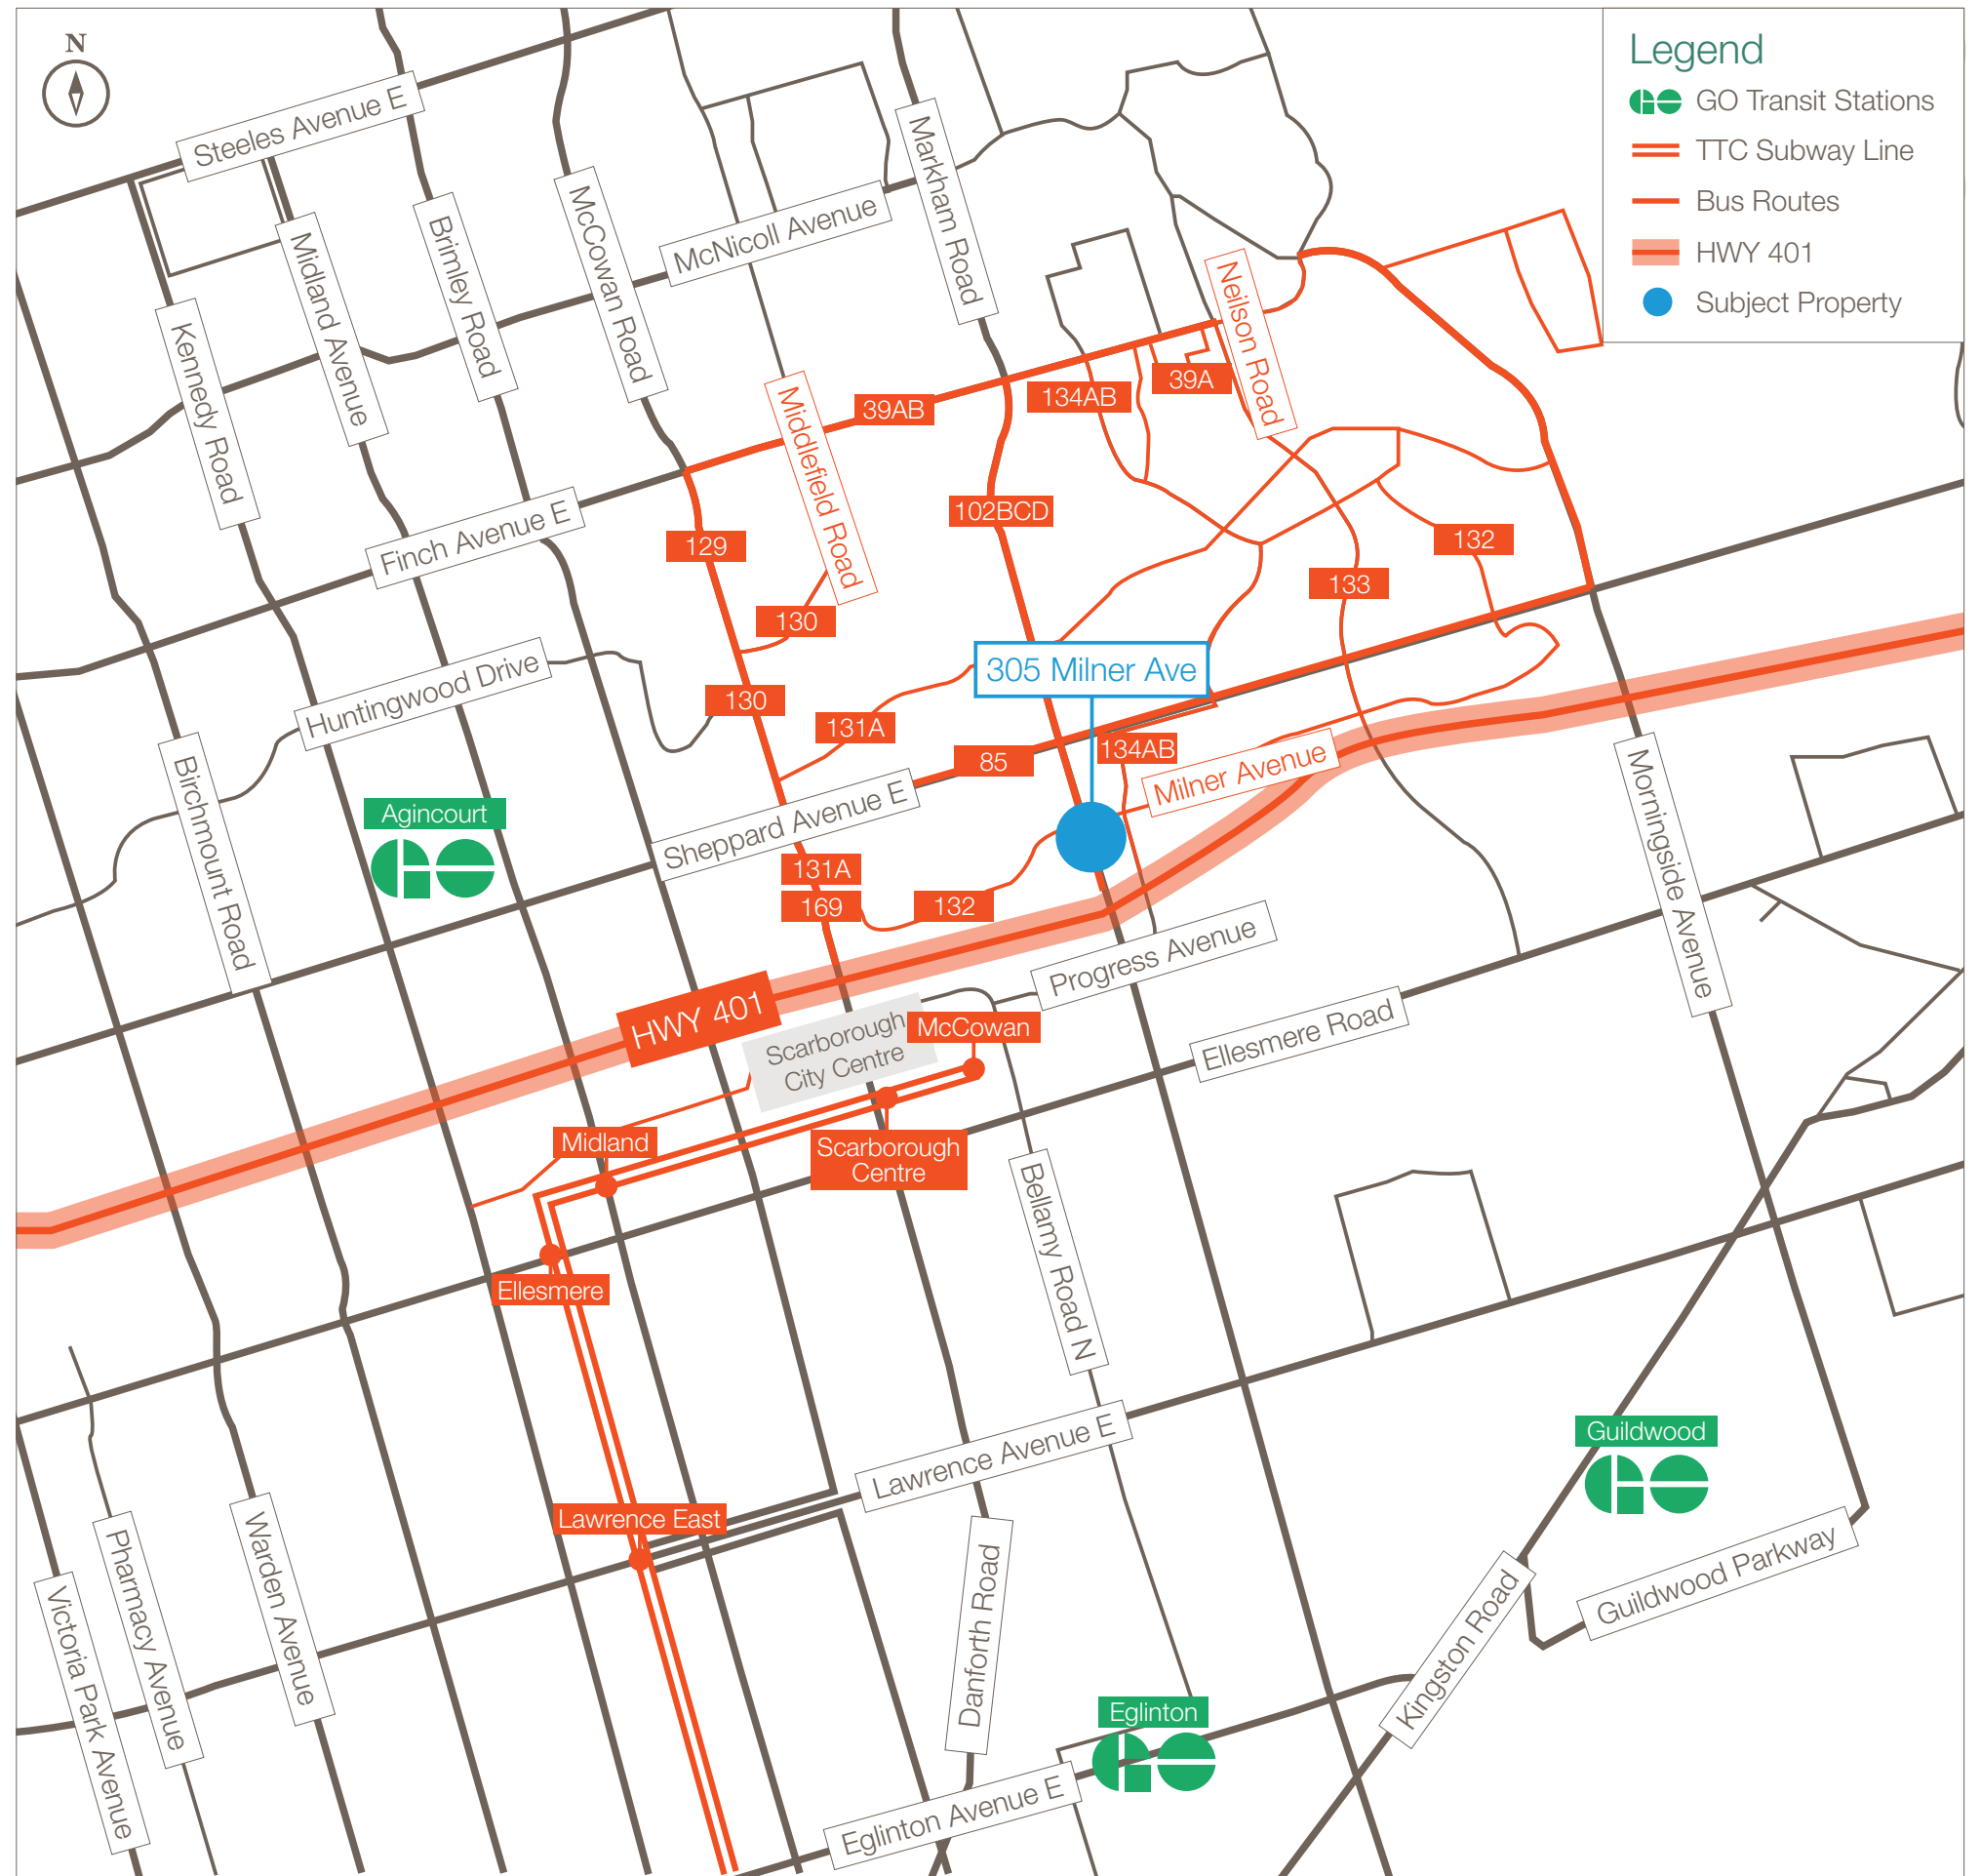 N
Legend
GO Transit Stations
TTC Subway Line
Bus Routes
HWY 401
Subject Property
Steeles Avenue E
McNicoll Avenue
Markham Road
Midland Avenue
Brimley Road
McCowan Road
Kennedy Road
Neilson Road
Middlefield Road
39AB
134AB
39A
102BCD
Finch Avenue E
129
130
132
133
Huntingwood Drive
305 Milner Ave
130
131A
85
134AB
Milner Avenue
Birchmount Road
Agincourt
Sheppard Avenue E
Morningside Avenue
131A
169
132
Progress Avenue
HWY 401
Scarborough
City Centre
McCowan
Ellesmere Road
Midland
Scarborough
Centre
Bellamy Road N
Ellesmere
Lawrence Avenue E
Guildwood
Lawrence East
Warden Avenue
Pharmacy Avenue
Victoria Park Avenue
Danforth Road
Kingston Road
Guildwood Parkway
Eglinton
Eglinton Avenue E